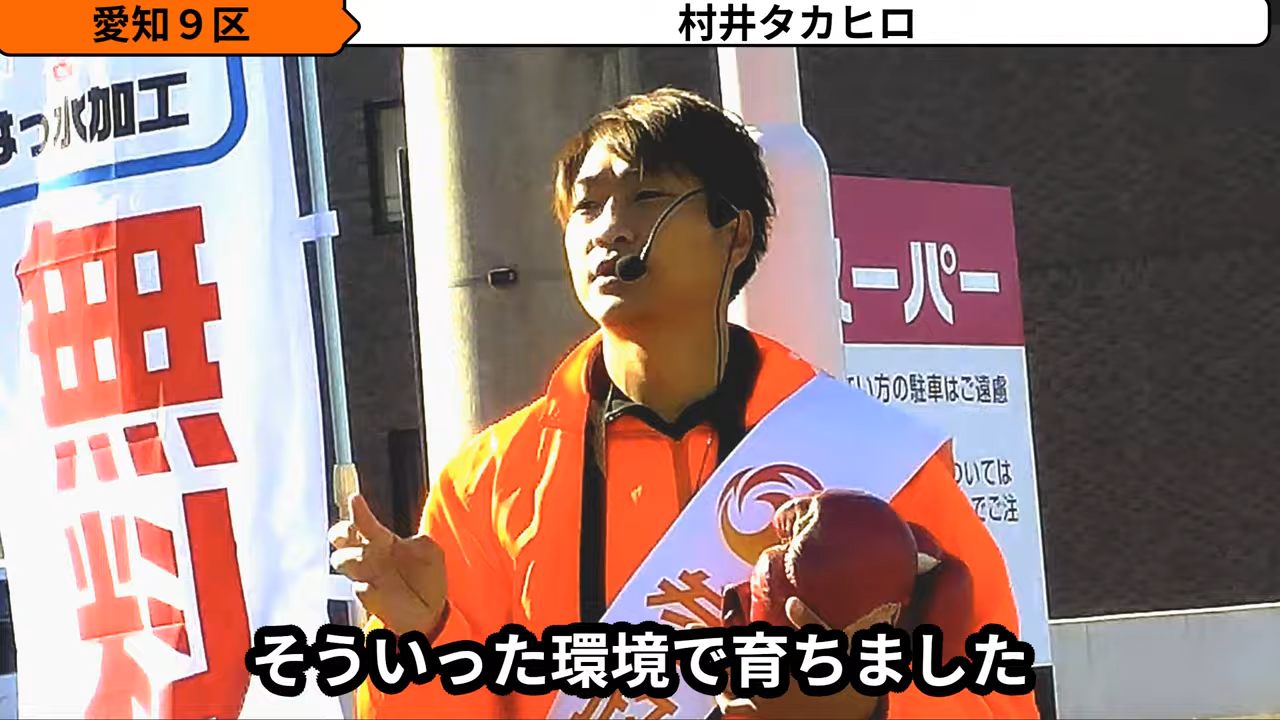 愛知９区
村井タカヒロ
水加工
無料
ーパー
い方の駐車はご遠慮
ついては
でご注
そういった環境で育ちました